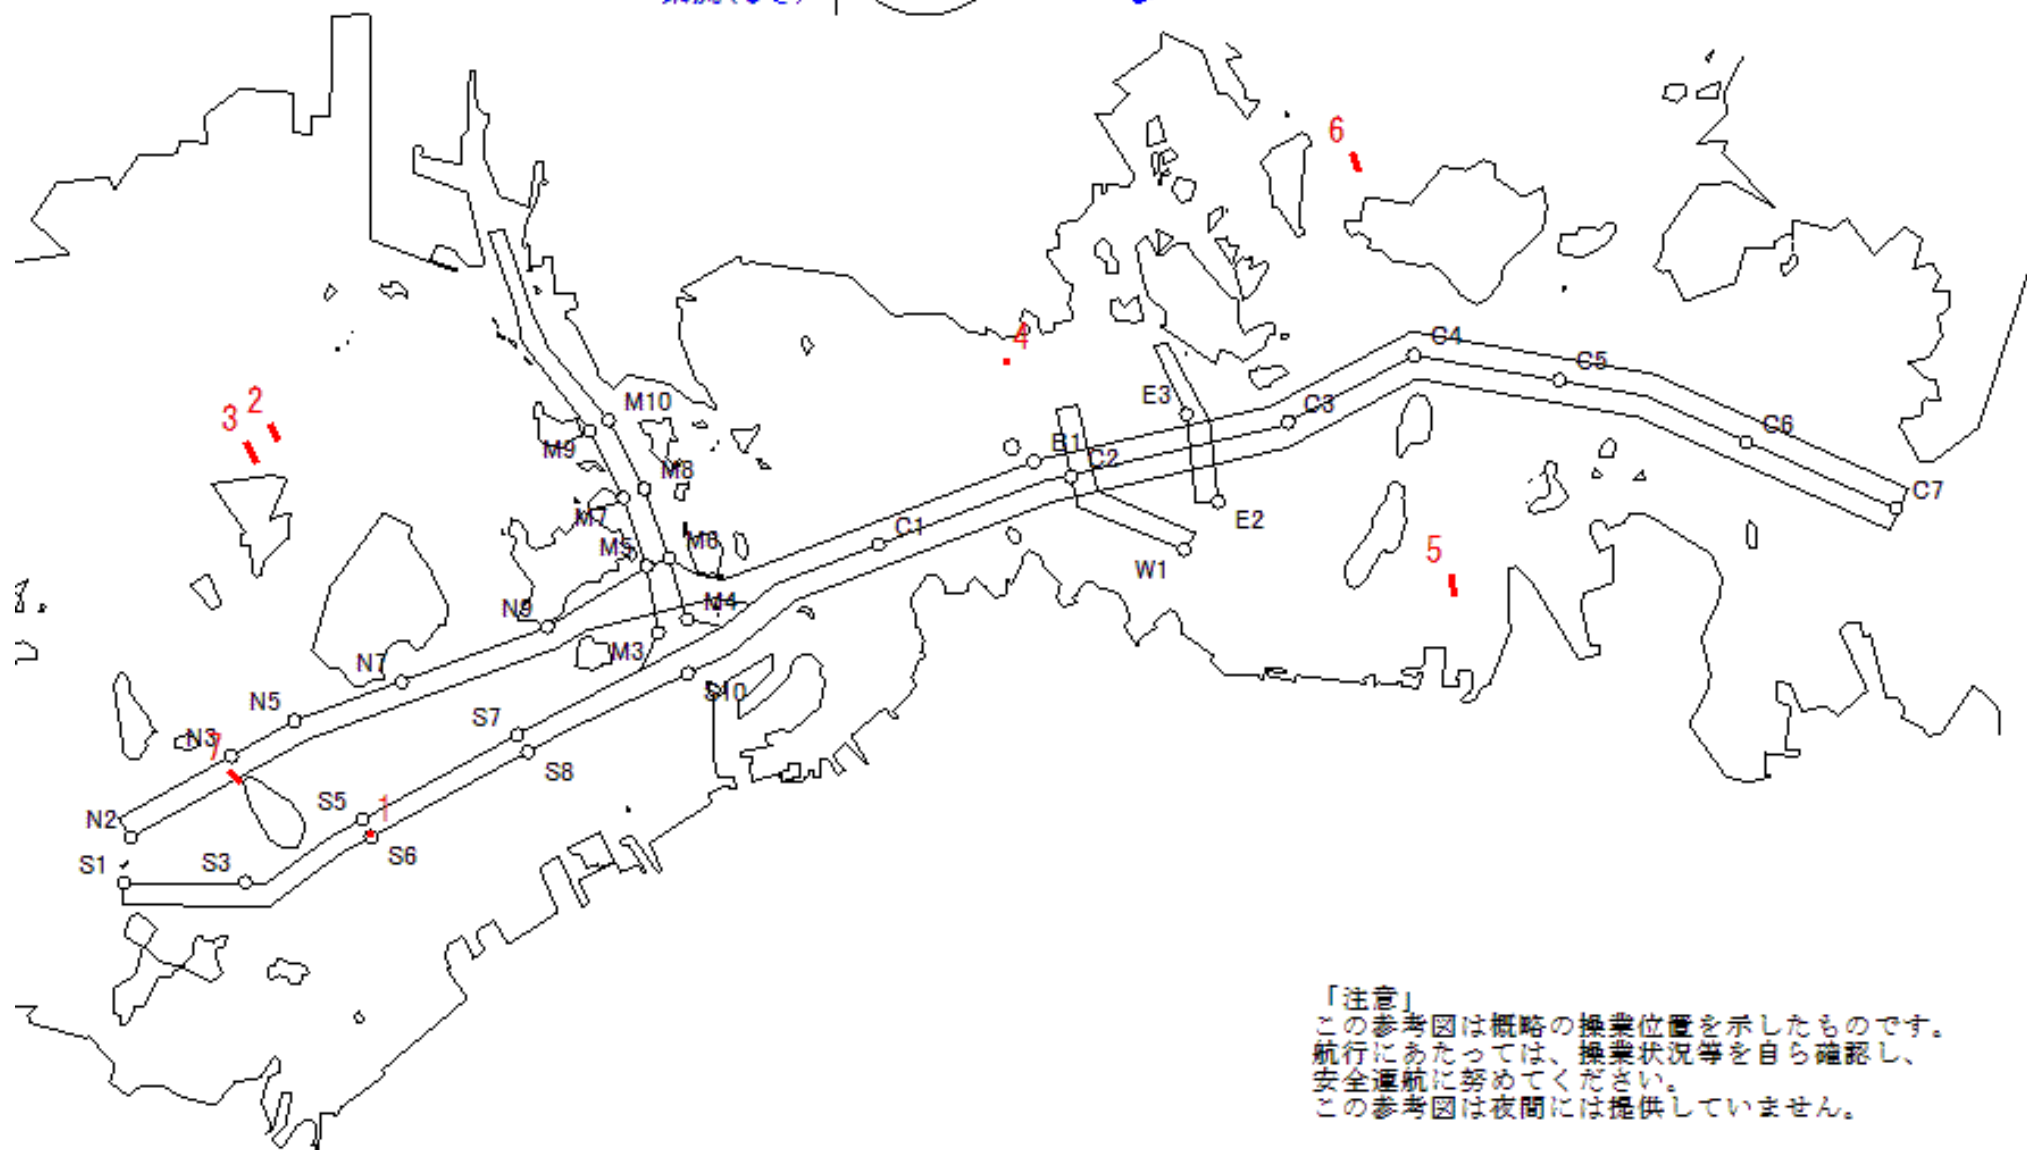 6
4
C4
C5
E3
M10
2
3
C3
C6
B1
M9
C2
M8
C7
M7
E2
M5
M6
5
C1
W1
N9
M4
M3
N7
S10
N5
S7
N3
7
S8
S5
1
N2
S6
S1
S3
「注意」
この参考図は概略の操業位置を示したものです。
航行にあたっては、操業状況等を自ら確認し、
安全運航に努めてください。
この参考図は夜間には提供していません。